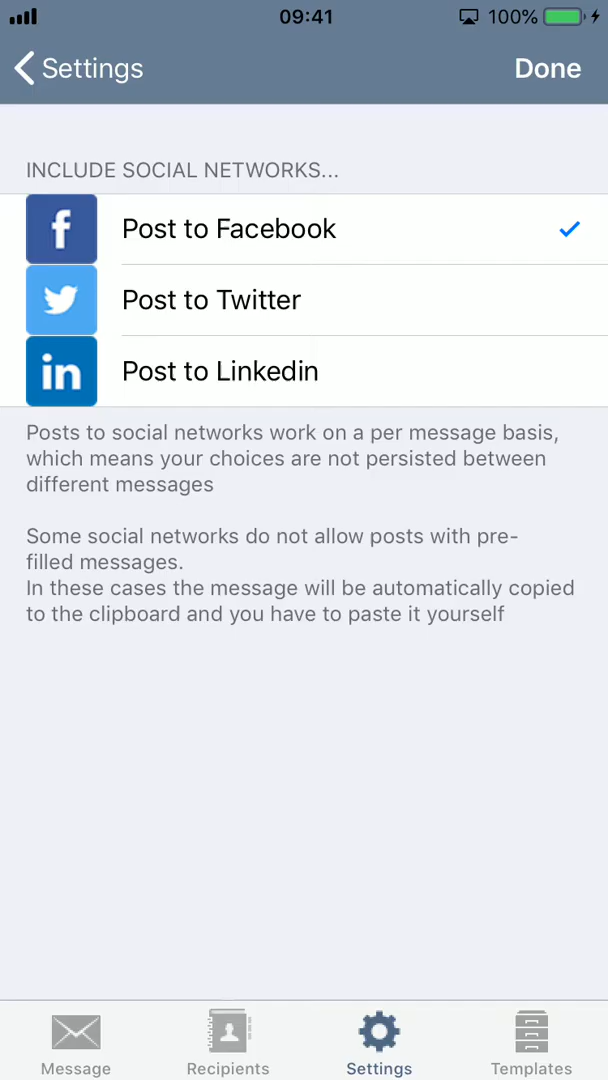 09:41
100%
Settings
Done
INCLUDE SOCIAL NETWORKS...
f
Post to Facebook
Post to Twitter
in
Post to Linkedin
Posts to social networks work on a per message basis,
which means your choices are not persisted between
different messages
Some social networks do not allow posts with pre-
filled messages.
In these cases the message will be automatically copied
to the clipboard and you have to paste it yourself
Message
Recipients
Settings
Templates